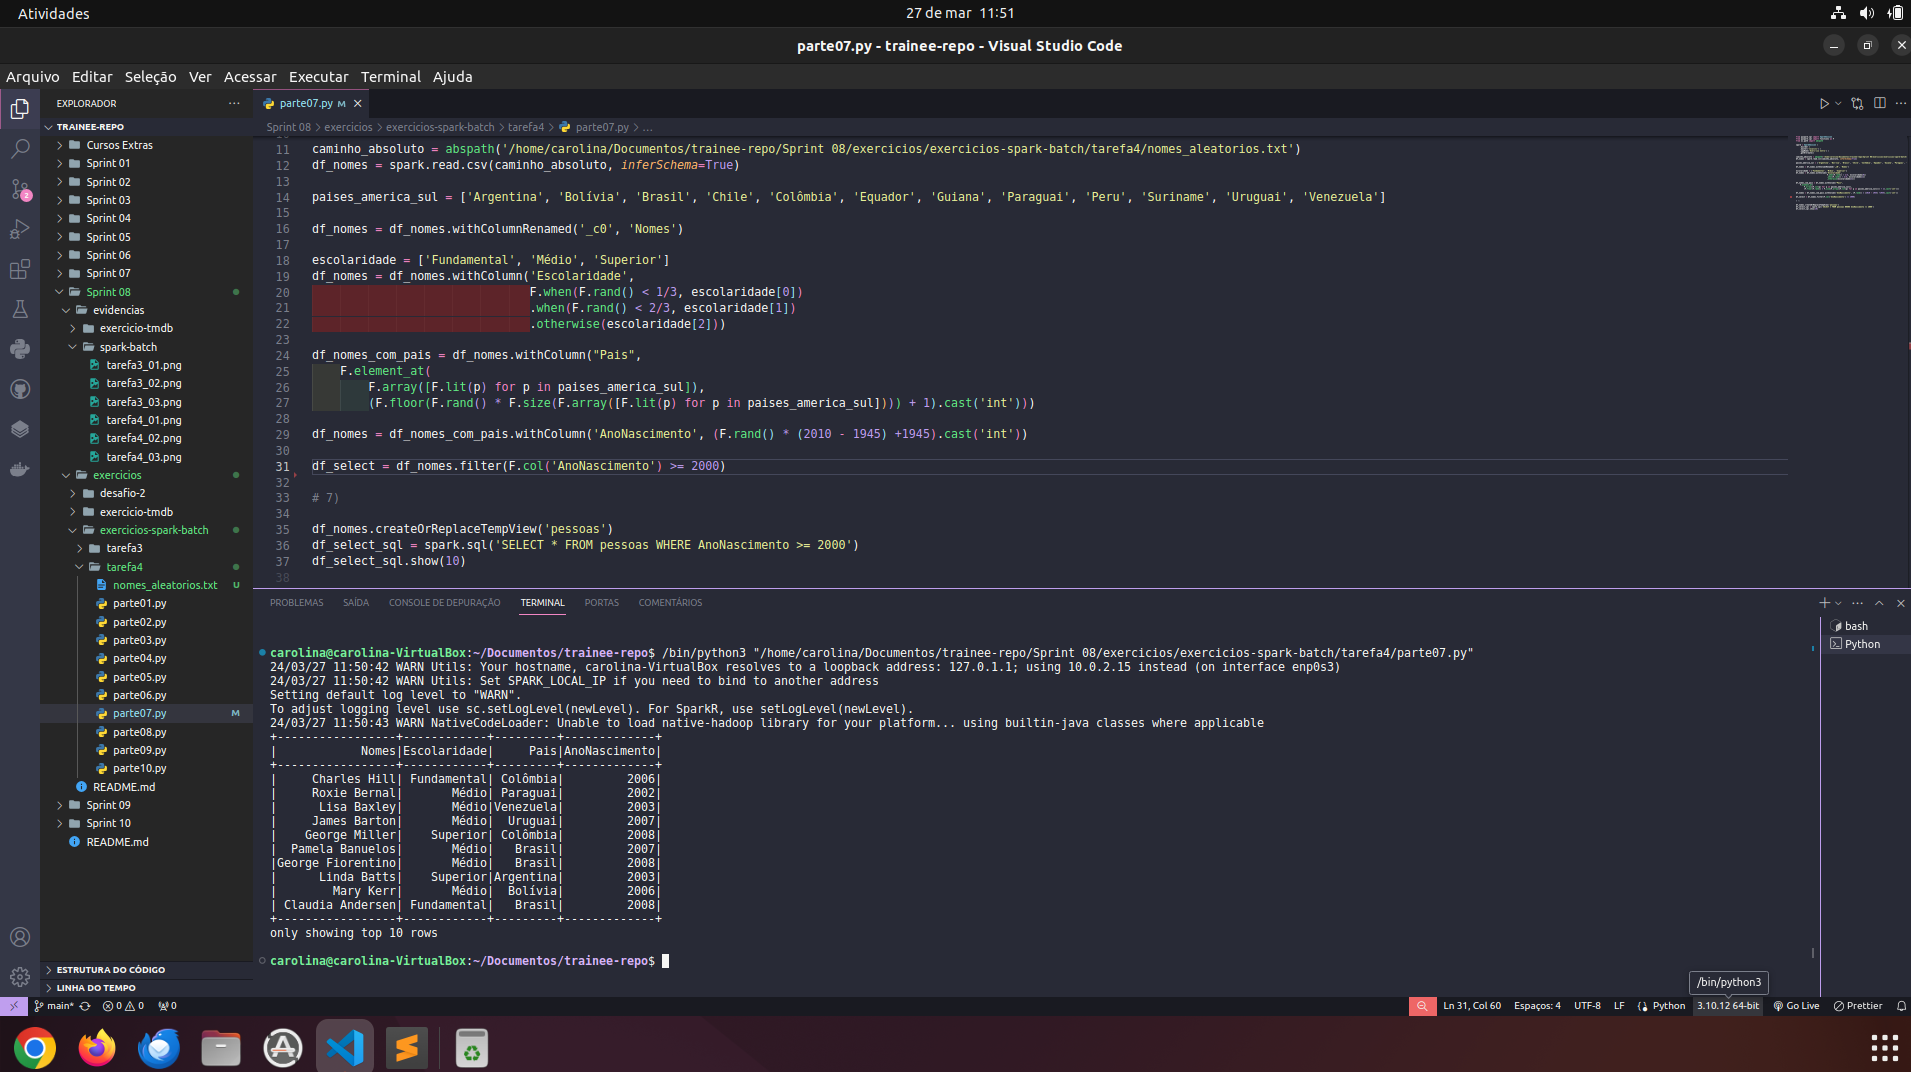 Atividades
27 de mar 11:51
parte07.py - trainee-repo - Visual Studio Code
Arquivo Editar Seleção Ver Acessar Executar Terminal Ajuda
EXPLORADOR
TRAINEE-REPO
Cursos Extras
Sprint 01
Sprint 02
Sprint 03
Sprint 04
Sprint 05
Sprint 06
Sprint 07
Sprint 08
evidencias
exercicio-tmdb
spark-batch
tarefa3_01.png
tarefa3_02.png
tarefa3_03.png
tarefa4_01.png
tarefa4_02.png
tarefa4_03.png
exercicios
desafio-2
exercicio-tmdb
exercicios-spark-batch
tarefa3
tarefa4
nomes_aleatorios.txt U
parte01.py
parte02.py
parte03.py
parte04.py
parte05.py
parte06.py
parte07.py M
parte08.py
parte09.py
parte10.py
README.md
Sprint 09
Sprint 10
README.md
ESTRUTURA DO CÓDIGO
LINHA DO TEMPO
2
parte07.py M
Sprint 08 > exercicios > exercicios-spark-batch > tarefa4 > parte07.py > ...
11 caminho_absoluto = abspath('/home/carolina/Documentos/trainee-repo/Sprint 08/exercicios/exercicios-spark-batch/tarefa4/nomes_aleatorios.txt')
12 df_nomes = spark.read.csv(caminho_absoluto, inferSchema=True)
13
14 paises_america_sul = ['Argentina', 'Bolívia', 'Brasil', 'Chile', 'Colômbia', 'Equador', 'Guiana', 'Paraguai', 'Peru', 'Suriname', 'Uruguai', 'Venezuela']
15
16 df_nomes = df_nomes.withColumnRenamed('_c0', 'Nomes')
17
18 escolaridade = ['Fundamental', 'Médio', 'Superior']
19 df_nomes = df_nomes.withColumn('Escolaridade',
20 F.when(F.rand() < 1/3, escolaridade[0])
21 .when(F.rand() < 2/3, escolaridade[1])
22 .otherwise(escolaridade[2]))
23
24 df_nomes_com_pais = df_nomes.withColumn("Pais",
25 F.element_at(
26 F.array([F.lit(p) for p in paises_america_sul]),
27 (F.floor(F.rand() * F.size(F.array([F.lit(p) for p in paises_america_sul]))) + 1).cast('int')))
28
29 df_nomes = df_nomes_com_pais.withColumn('AnoNascimento', (F.rand() * (2010 - 1945) +1945).cast('int'))
30
31 df_select = df_nomes.filter(F.col('AnoNascimento') >= 2000)
32
33 # 7)
34
35 df_nomes.createOrReplaceTempView('pessoas')
36 df_select_sql = spark.sql('SELECT * FROM pessoas WHERE AnoNascimento >= 2000')
37 df_select_sql.show(10)
38
PROBLEMAS SAÍDA CONSOLE DE DEPURAÇÃO TERMINAL PORTAS COMENTÁRIOS
bash
Python
carolina@carolina-VirtualBox:~/Documentos/trainee-repo$ /bin/python3 "/home/carolina/Documentos/trainee-repo/Sprint 08/exercicios/exercicios-spark-batch/tarefa4/parte07.py"
24/03/27 11:50:42 WARN Utils: Your hostname, carolina-VirtualBox resolves to a loopback address: 127.0.1.1; using 10.0.2.15 instead (on interface enp0s3)
24/03/27 11:50:42 WARN Utils: Set SPARK_LOCAL_IP if you need to bind to another address
Setting default log level to "WARN".
To adjust logging level use sc.setLogLevel(newLevel). For SparkR, use setLogLevel(newLevel).
24/03/27 11:50:43 WARN NativeCodeLoader: Unable to load native-hadoop library for your platform... using builtin-java classes where applicable
+-----------------+------------+---------+-------------+
|            Nomes|Escolaridade|     Pais|AnoNascimento|
+-----------------+------------+---------+-------------+
|     Charles Hill| Fundamental| Colômbia|         2006|
|     Roxie Bernal|       Médio| Paraguai|         2002|
|      Lisa Baxley|       Médio|Venezuela|         2003|
|     James Barton|       Médio|  Uruguai|         2007|
|    George Miller|    Superior| Colômbia|         2008|
|  Pamela Banuelos|       Médio|   Brasil|         2007|
|George Fiorentino|       Médio|   Brasil|         2008|
|      Linda Batts|    Superior|Argentina|         2003|
|        Mary Kerr|       Médio|  Bolívia|         2006|
| Claudia Andersen| Fundamental|   Brasil|         2008|
+-----------------+------------+---------+-------------+
only showing top 10 rows
carolina@carolina-VirtualBox:~/Documentos/trainee-repo$
/bin/python3
main* 0 0 0 Ln 31, Col 60 Espaços: 4 UTF-8 LF Python 3.10.12 64-bit Go Live Prettier